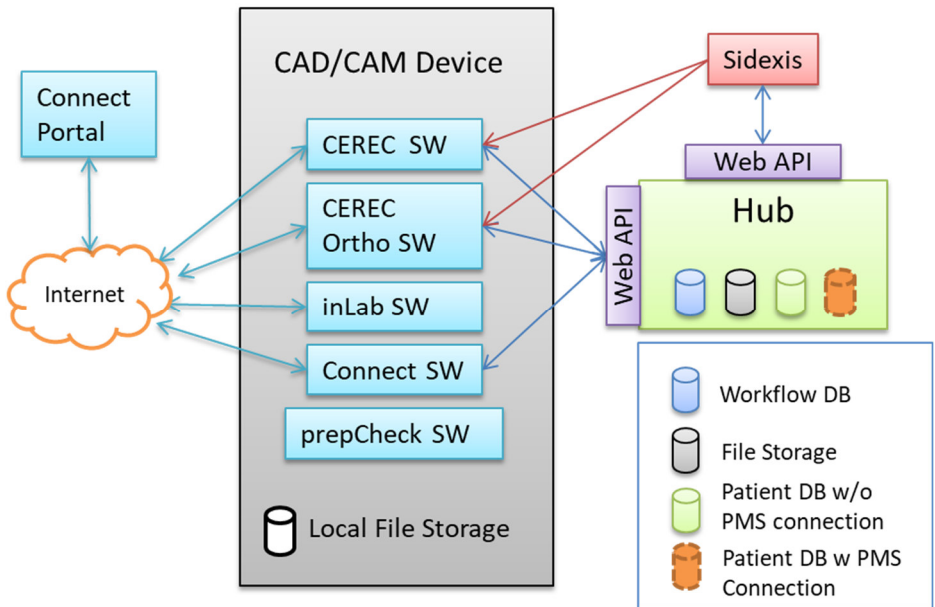 Connect
Portal
Internet
CAD/CAM Device
CEREC SW
CEREC
Ortho SW
inLab SW
Connect SW
prepCheck SW
Local File Storage
Sidexis
Web API
Web API
Hub
Workflow DB
File Storage
Patient DB w/o
PMS connection
Patient DB w PMS
Connection